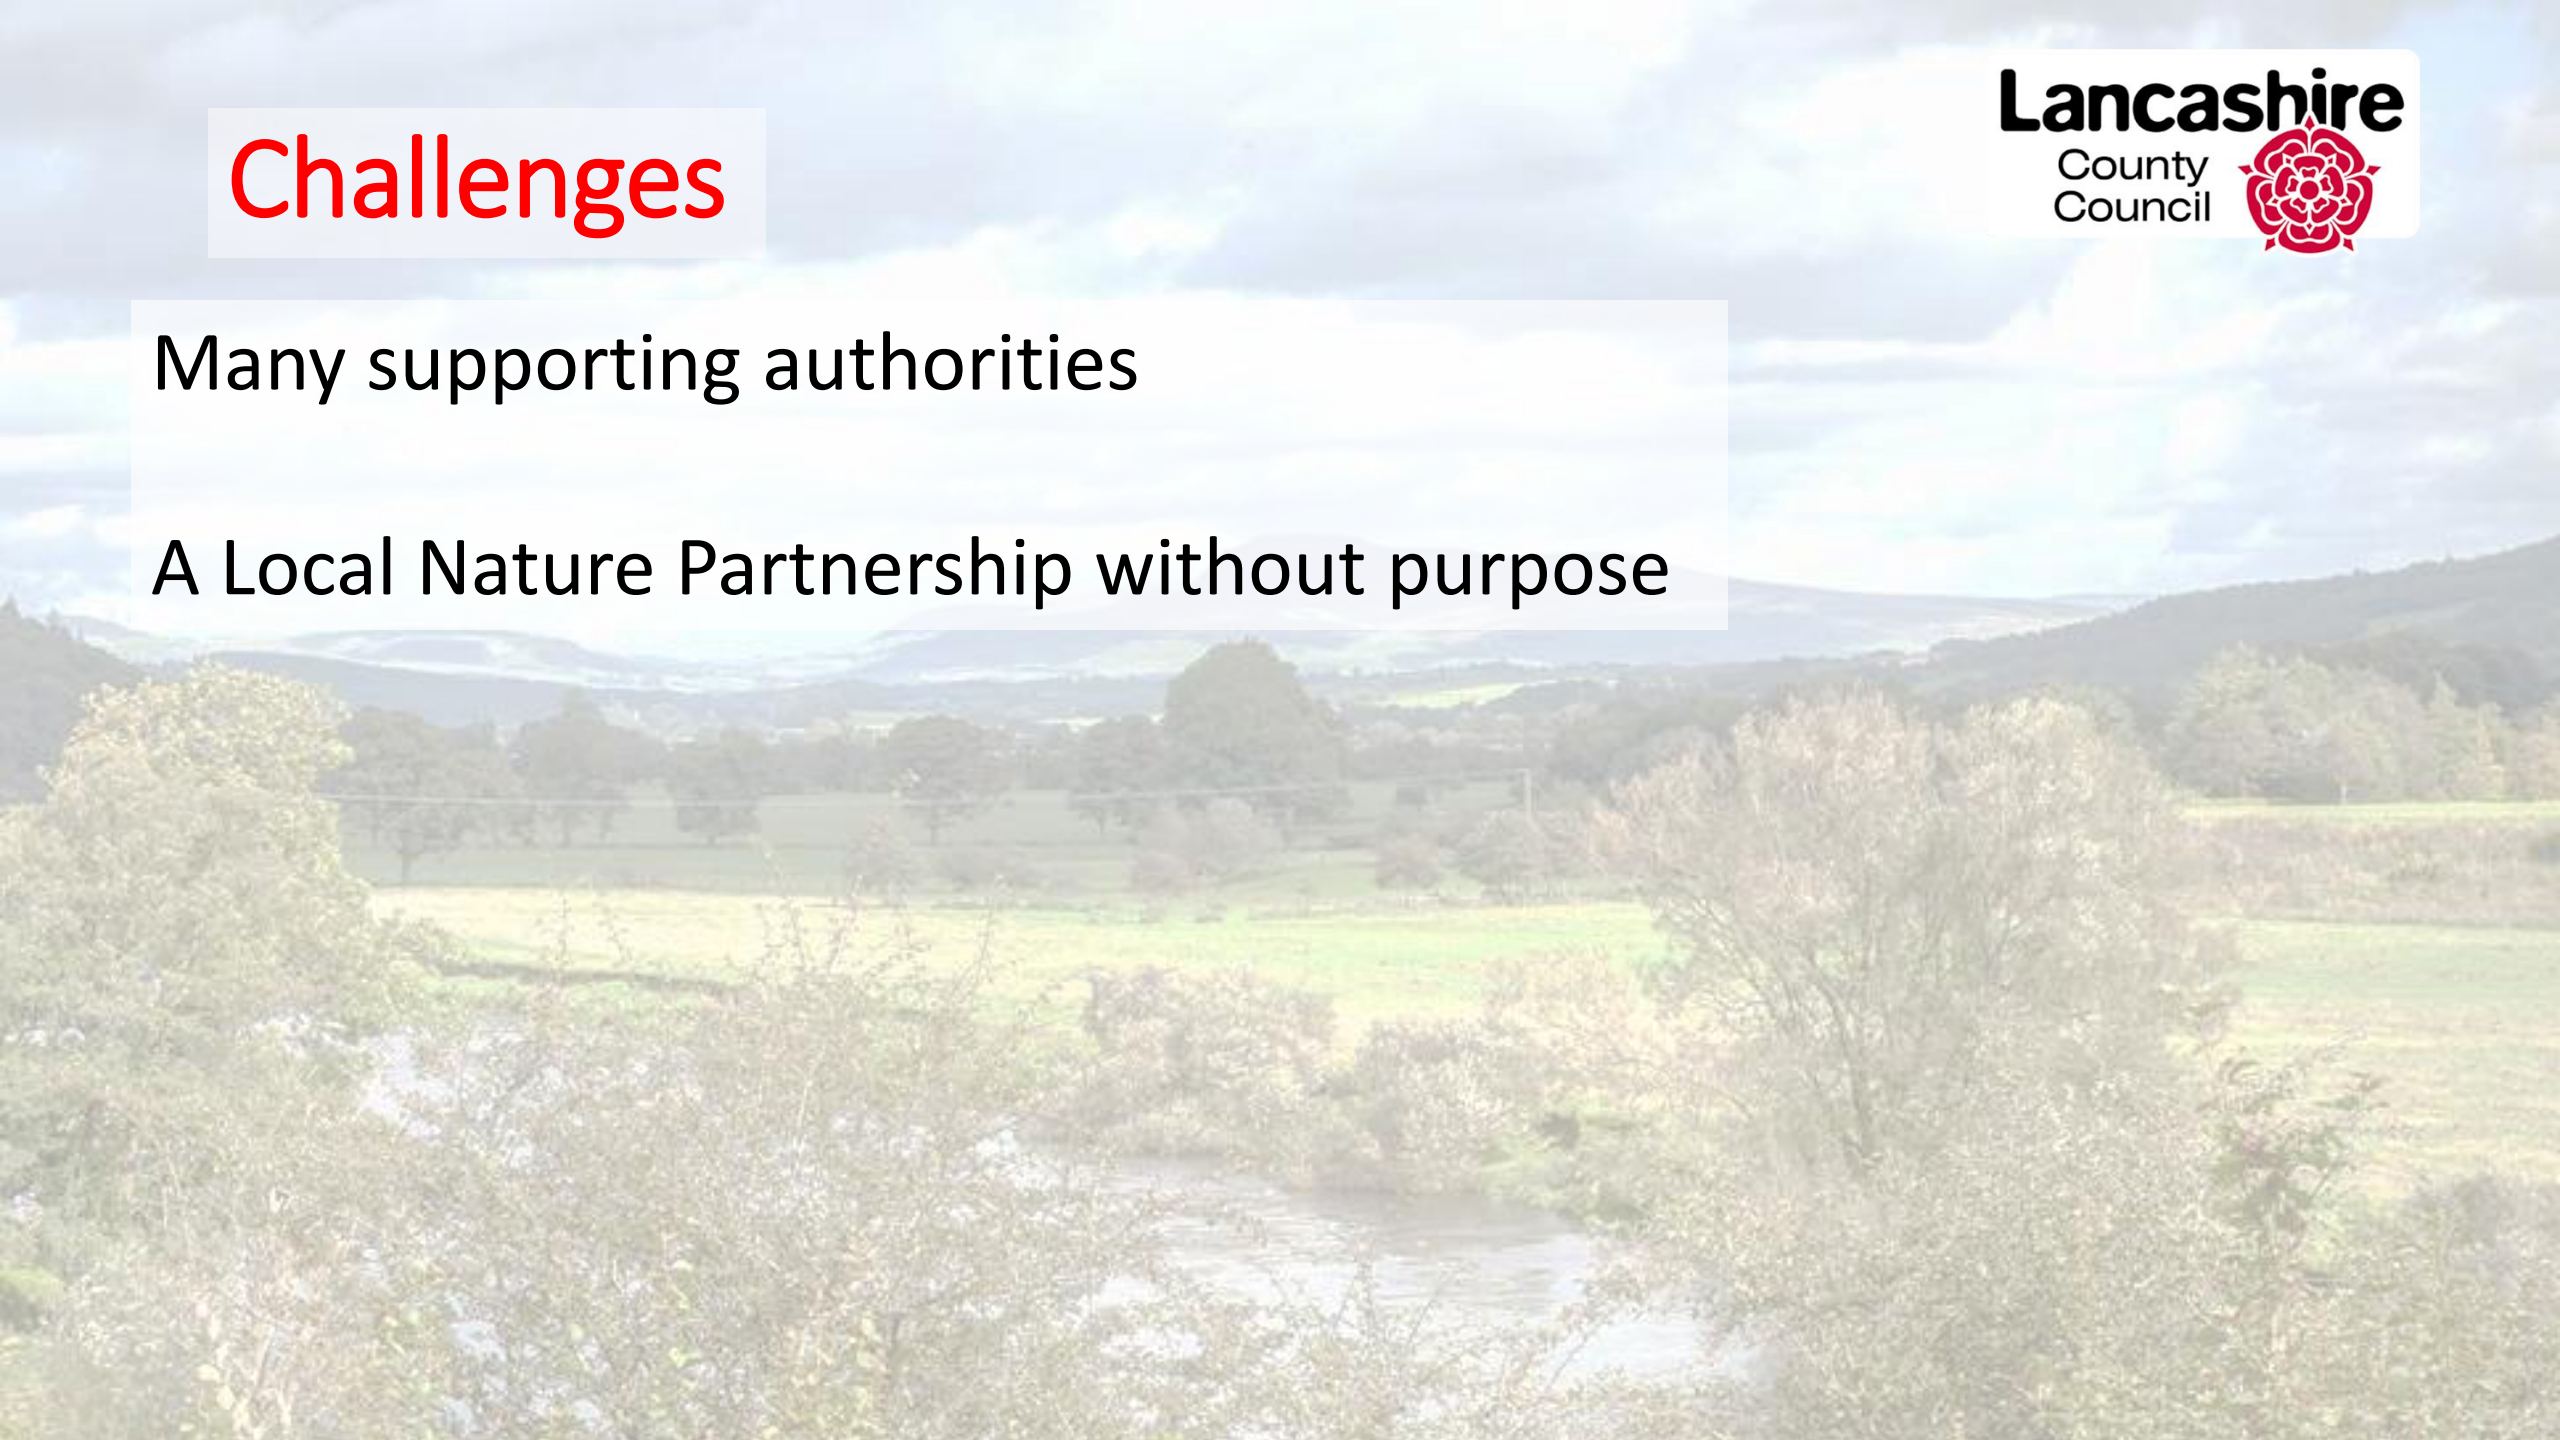 Challenges
Lancashire
County
Council
Many supporting authorities
A Local Nature Partnership without purpose